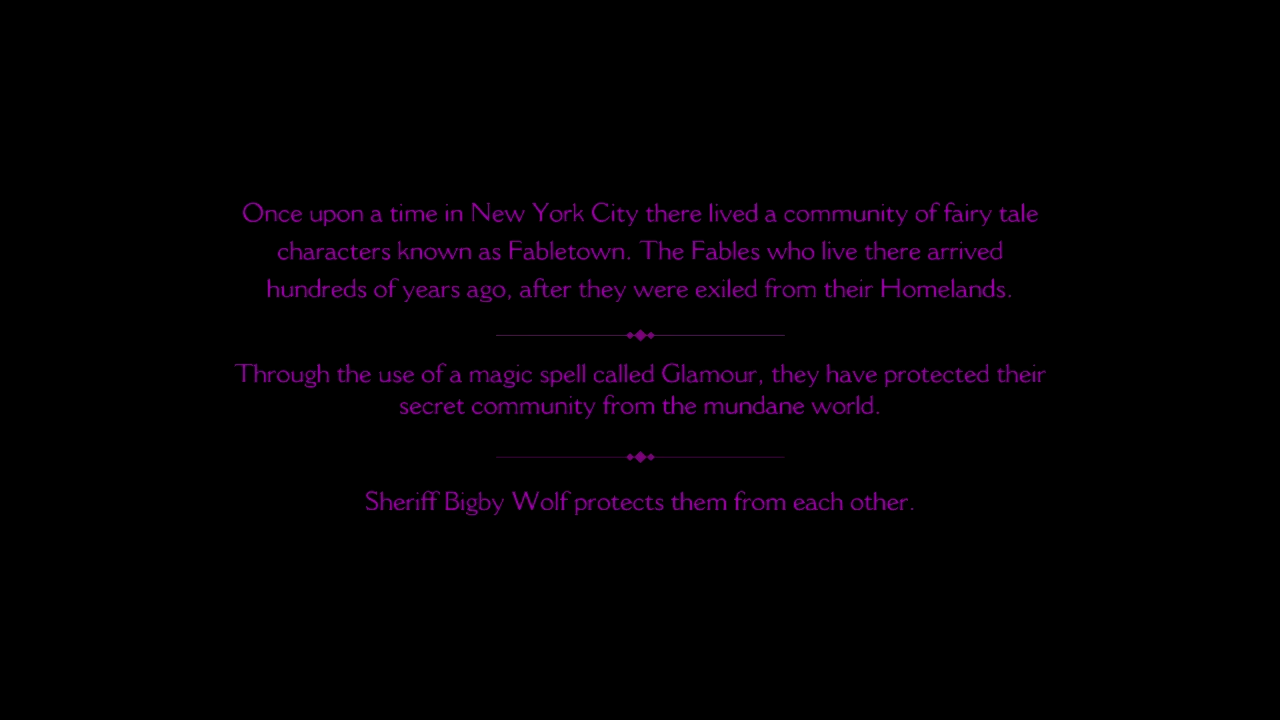 Once upon a time in New York City there lived a community of fairy tale
characters known as Fabletown. The Fables who live there arrived
hundreds of years ago, after they were exiled from their Homelands.
Through the use of a magic spell called Glamour, they have protected their
secret community from the mundane world.
Sheriff Bigby Wolf protects them from each other.